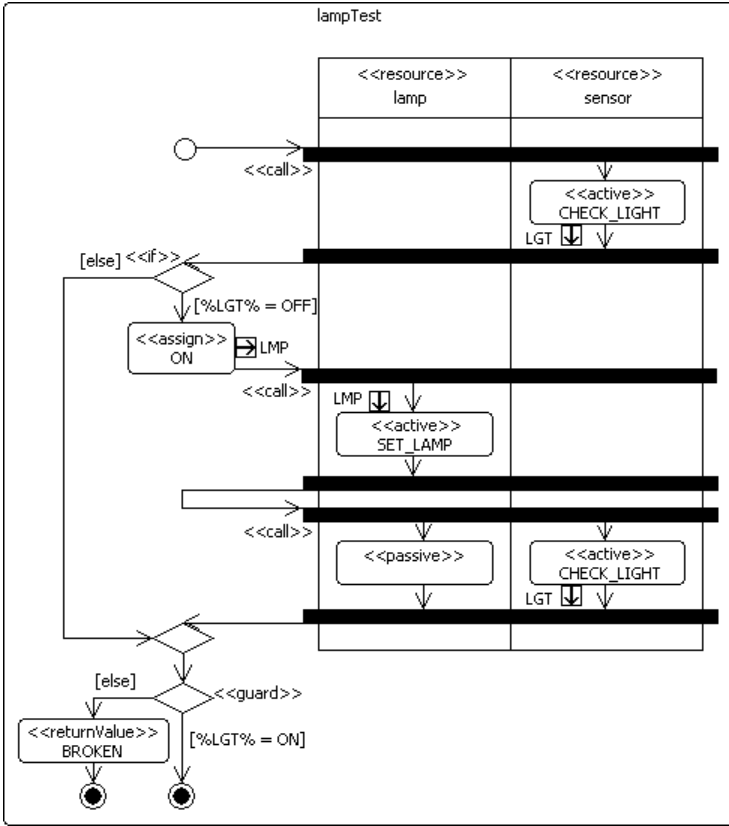 lampTest
<<resource>>
lamp
<<resource>>
sensor
<<call>>
<<active>>
CHECK_LIGHT
LGT
[else]
<<if>>
[%LGT% = OFF]
<<assign>>
ON
LMP
<<call>>
LMP
<<active>>
SET_LAMP
<<call>>
<<passive>>
<<active>>
CHECK_LIGHT
LGT
[else]
<<guard>>
<<returnValue>>
BROKEN
[%LGT% = ON]